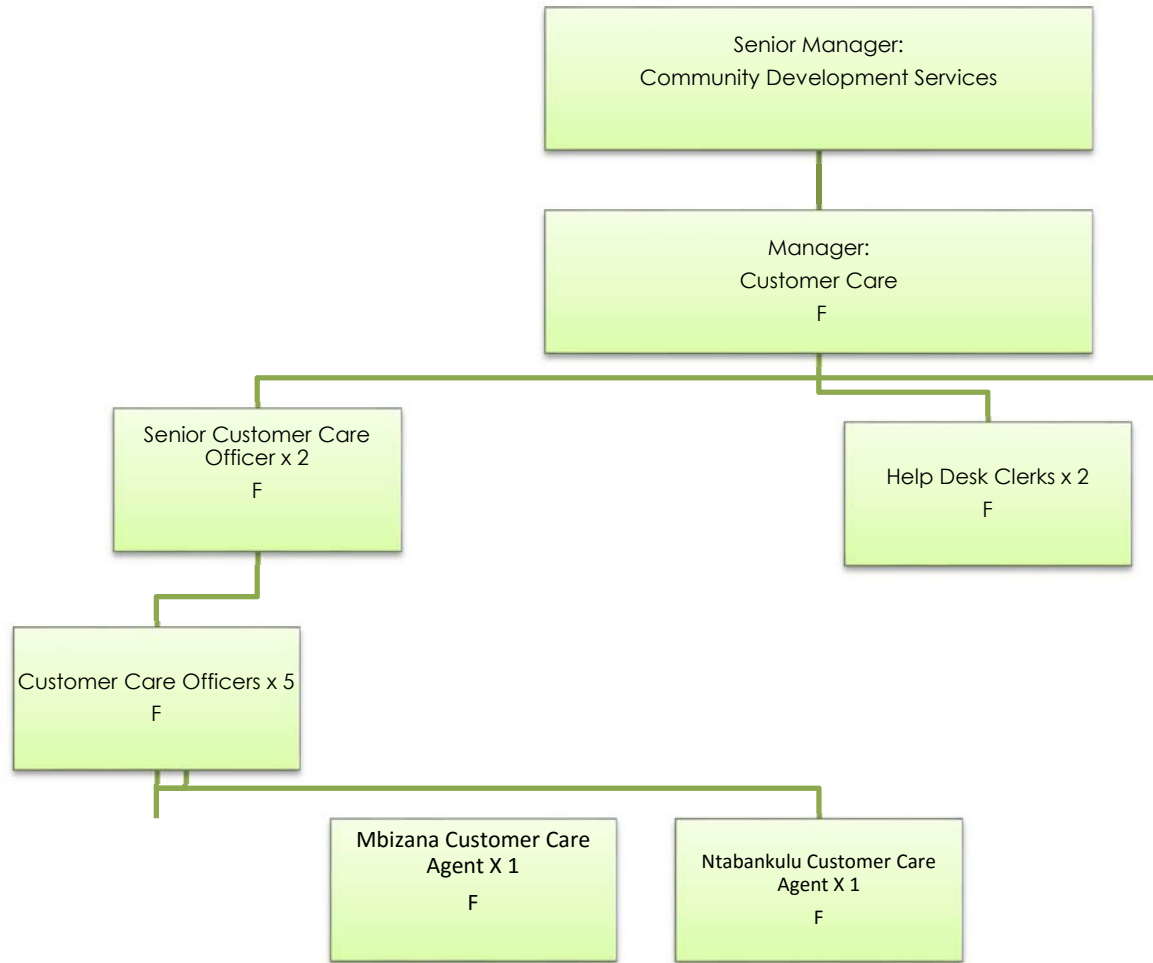 Senior Manager:
Community Development Services
Manager:
Customer Care
F
Senior Customer Care
Officer x 2
F
Help Desk Clerks x 2
F
Customer Care Officers x 5
F
Mbizana Customer Care
Agent X 1
F
Ntabankulu Customer Care
Agent X 1
F